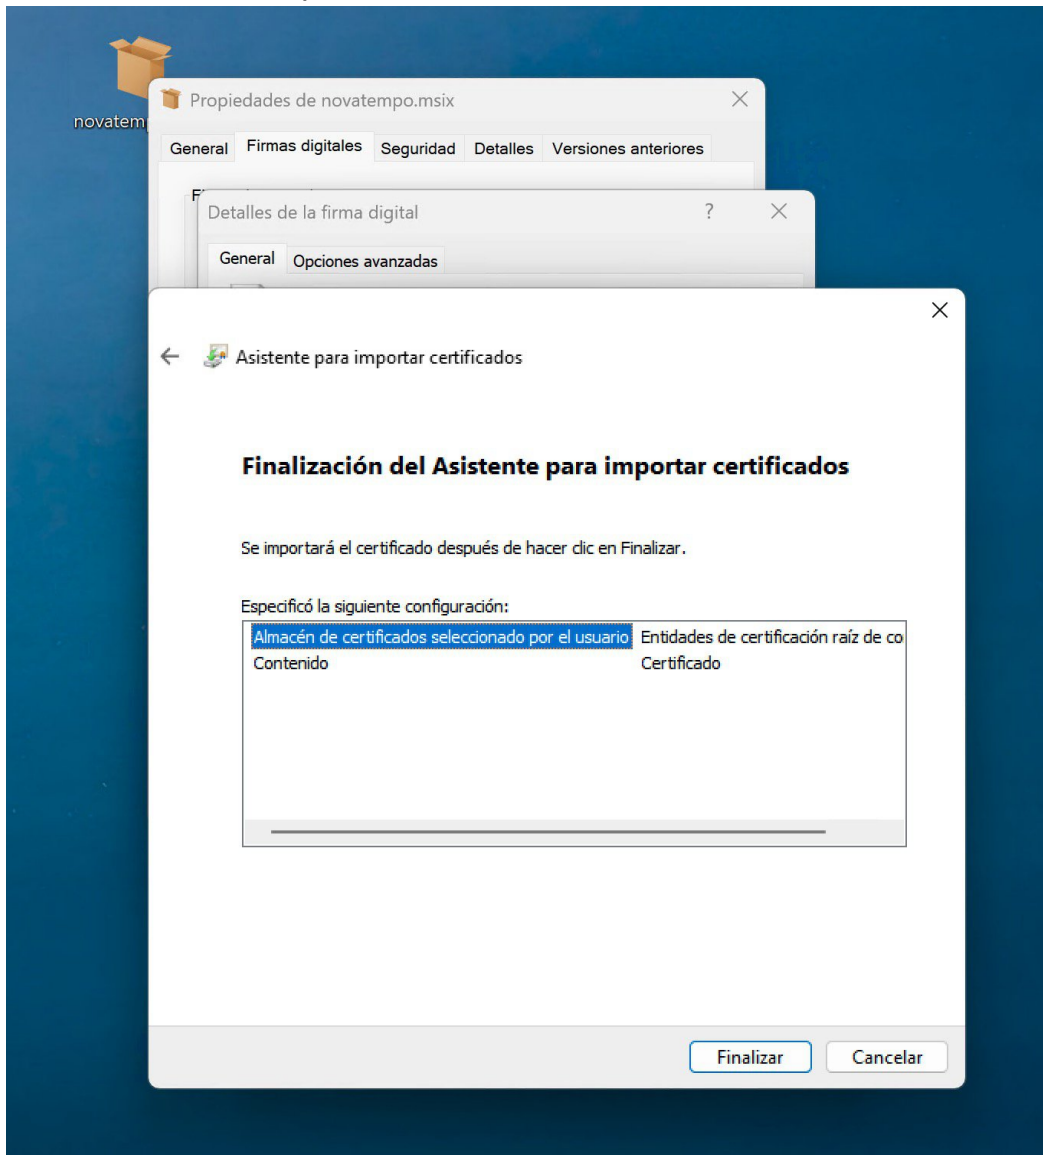 novatem
Propiedades de novatempo.msix
General Firmas digitales Seguridad Detalles Versiones anteriores
Detalles de la firma digital ?
General Opciones avanzadas
Asistente para importar certificados
Finalización del Asistente para importar certificados
Se importará el certificado después de hacer clic en Finalizar.
Especificó la siguiente configuración:
Almacén de certificados seleccionado por el usuario Entidades de certificación raíz de co
Contenido Certificado
Finalizar Cancelar